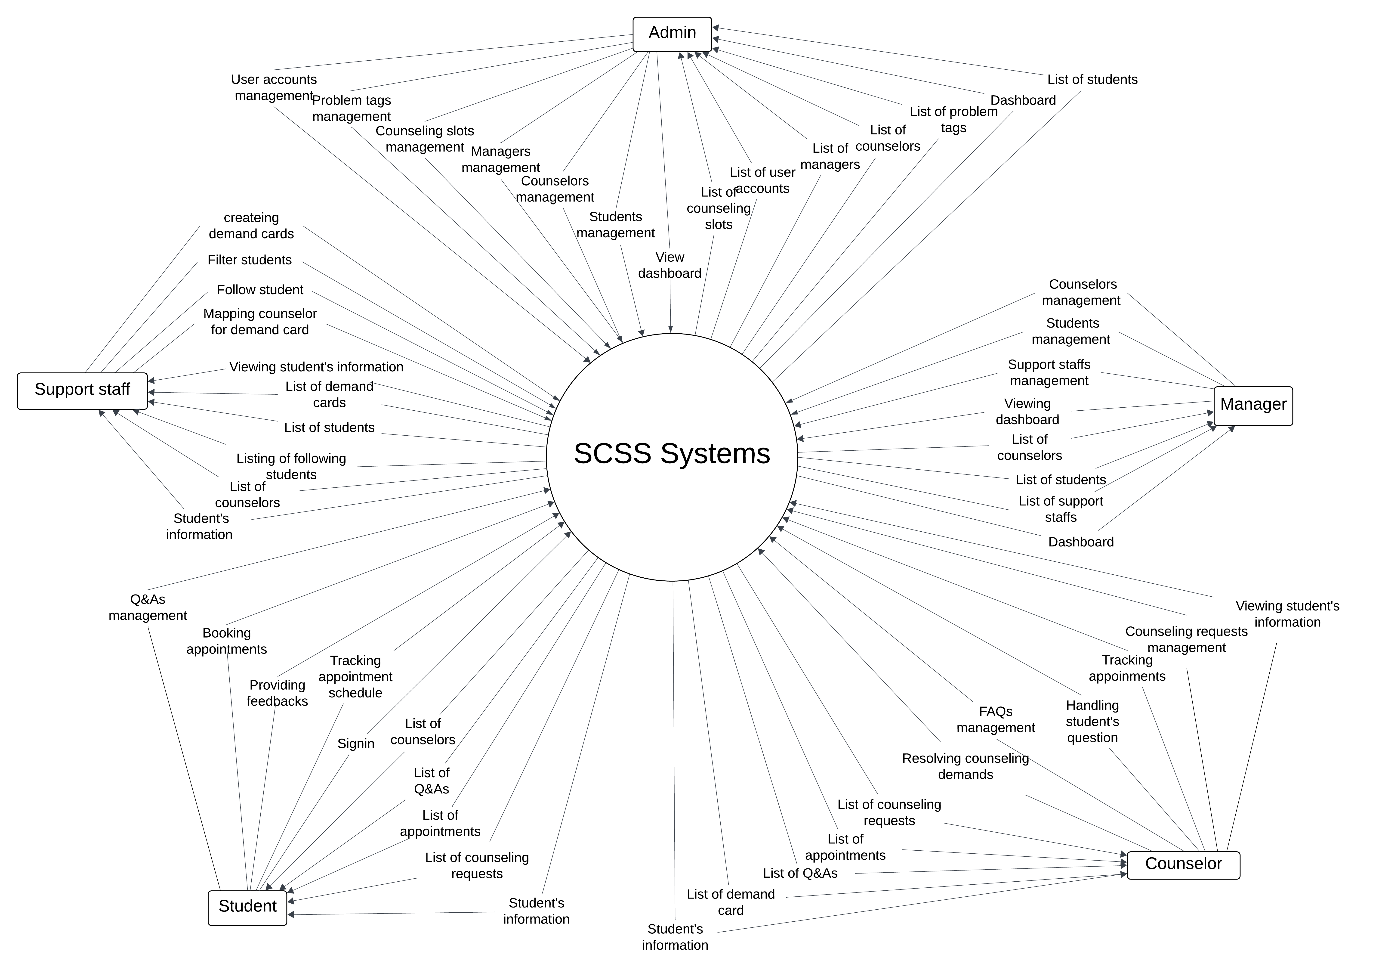 Admin
User accounts
management
Problem tags
management
Counseling slots
management
Managers
management
Counselors
management
Students
management
View
dashboard
List of
counseling
slots
List of user
accounts
List of
managers
List of
counselors
List of problem
tags
Dashboard
List of students
createing
demand cards
Filter students
Follow student
Mapping counselor
for demand card
Support staff
Viewing student's information
List of demand
cards
List of students
Listing of following
students
List of
counselors
Student's
information
SCSS Systems
Counselors
management
Students
management
Support staffs
management
Manager
Viewing
dashboard
List of
counselors
List of students
List of support
staffs
Dashboard
Q&As
management
Booking
appointments
Providing
feedbacks
Tracking
appointment
schedule
Signin
List of
counselors
List of
Q&As
List of
appointments
List of counseling
requests
Student's
information
Student
Viewing student's
information
Counseling requests
management
Tracking
appoinments
Handling
student's
question
FAQs
management
Resolving counseling
demands
List of counseling
requests
List of
appointments
List of Q&As
List of demand
card
Student's
information
Counselor